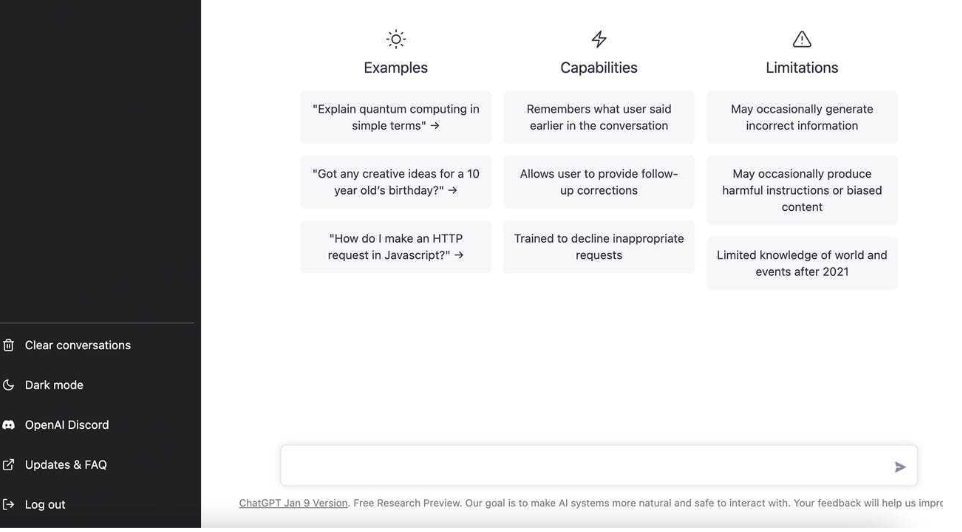 Examples
Capabilities
Limitations
"Explain quantum computing in
simple terms" →
"Got any creative ideas for a 10
year old's birthday?" →
"How do I make an HTTP
request in Javascript?" →
Remembers what user said
earlier in the conversation
Allows user to provide follow-
up corrections
Trained to decline inappropriate
requests
May occasionally generate
incorrect information
May occasionally produce
harmful instructions or biased
content
Limited knowledge of world and
events after 2021
Clear conversations
Dark mode
OpenAI Discord
Updates & FAQ
Log out
ChatGPT Jan 9 Version. Free Research Preview. Our goal is to make AI systems more natural and safe to interact with. Your feedback will help us